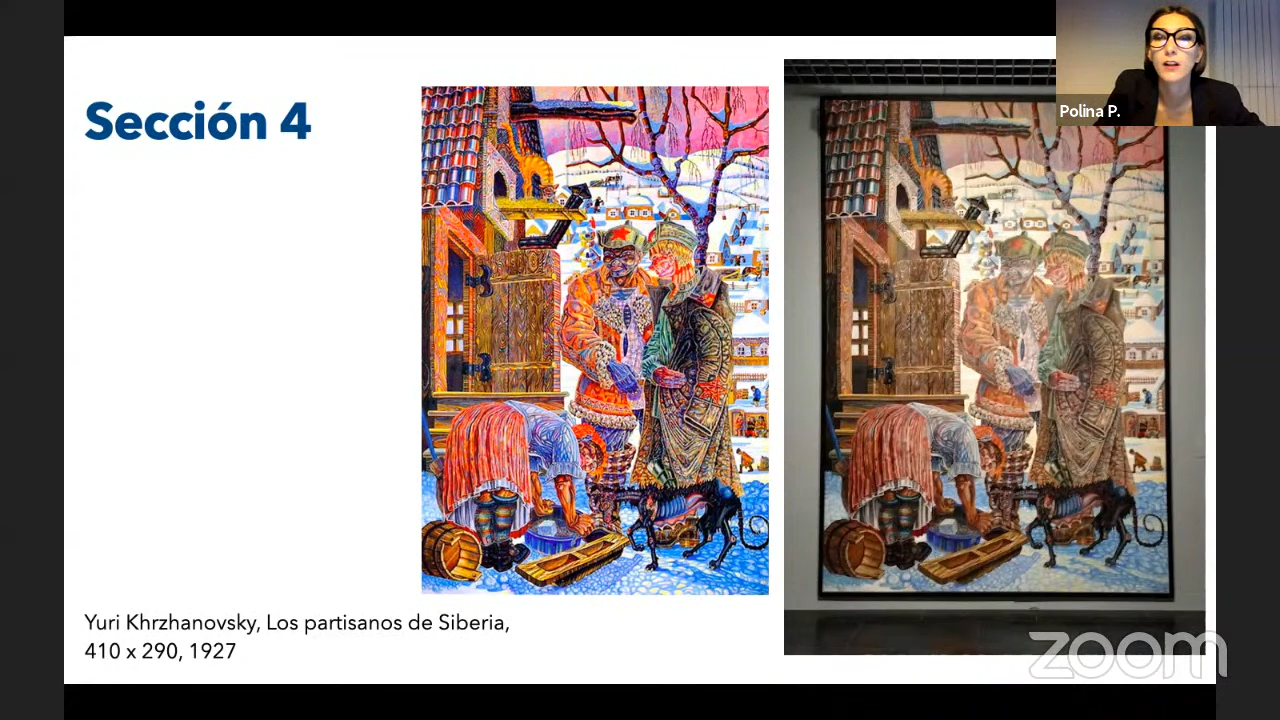 Polina P.
Sección 4
Yuri Khrzhanovsky, Los partisanos de Siberia,
410 x 290, 1927
zoom